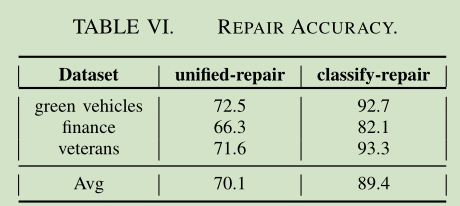 TABLE VI. REPAIR ACCURACY.
Dataset unified-repair classify-repair
green vehicles 72.5 92.7
finance 66.3 82.1
veterans 71.6 93.3
Avg 70.1 89.4